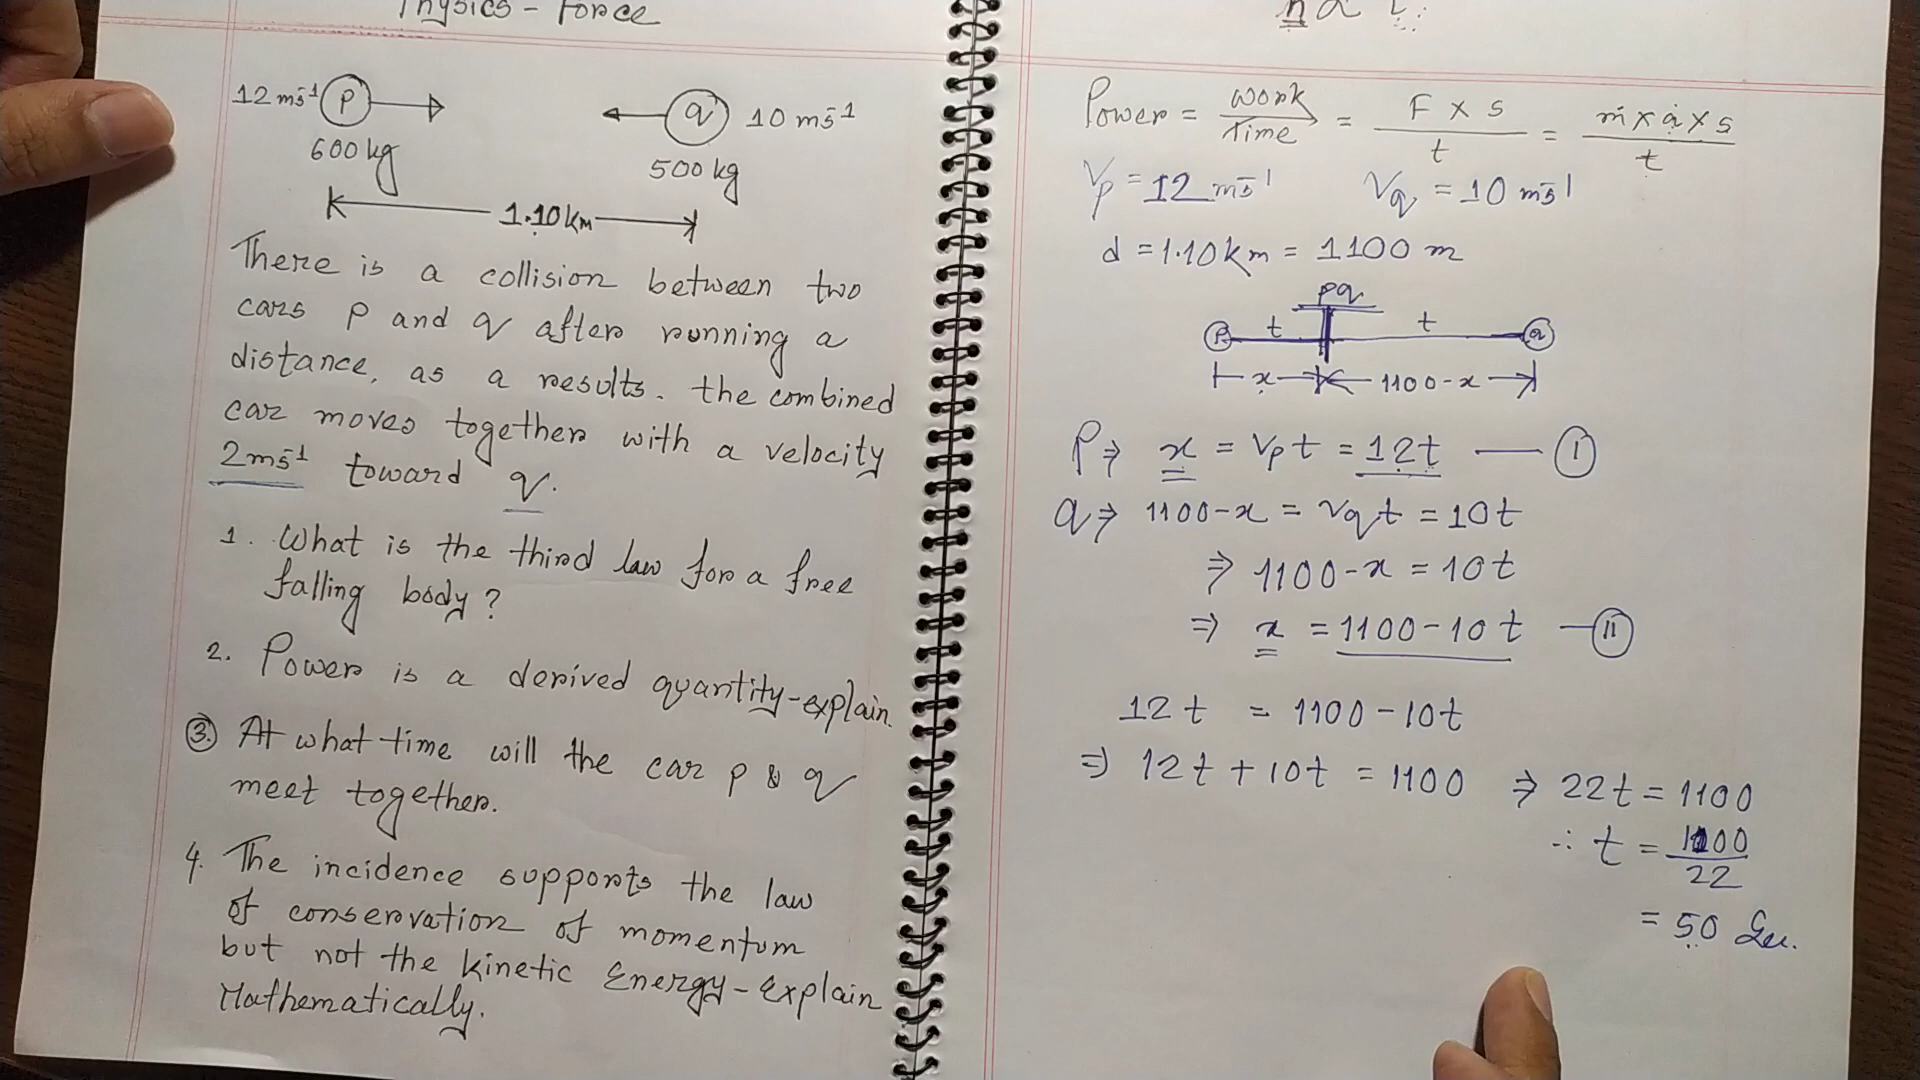 Physics - Force
12 ms⁻¹ P → ← q 10 ms⁻¹
600 kg 500 kg
1.10 km
There is a collision between two
cars P and q after running a
distance, as a results. the combined
car moves together with a velocity
2ms⁻¹ toward q.
1. What is the third law for a free
falling body?
2. Power is a derived quantity-explain.
3. At what time will the car P & q
meet together.
4. The incidence supports the law
of conservation of momentum
but not the kinetic Energy-explain
Mathematically.
Power = work / Time = F × s / t = m × a × s / t
Vp = 12 ms⁻¹ Vq = 10 ms⁻¹
d = 1.10 km = 1100 m
Pq
P t t q
x 1100-x
P ⇒ x = Vpt = 12t — I
q ⇒ 1100-x = Vqt = 10t
⇒ 1100-x = 10t
⇒ x = 1100-10t — II
12t = 1100-10t
⇒ 12t + 10t = 1100 ⇒ 22t = 1100
∴ t = 1100 / 22
= 50 Sec.